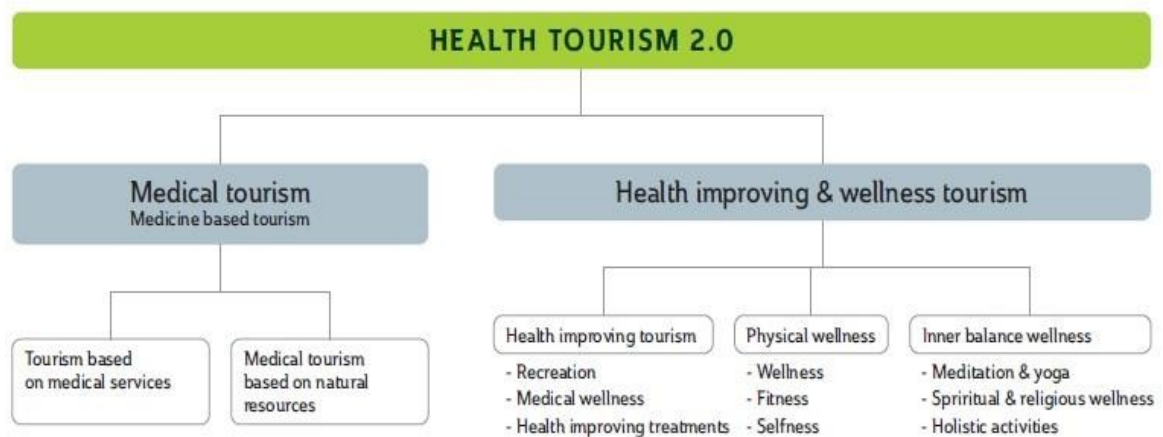 HEALTH TOURISM 2.0
Medical tourism
Medicine based tourism
Health improving & wellness tourism
Tourism based
on medical services
Medical tourism
based on natural
resources
Health improving tourism
- Recreation
- Medical wellness
- Health improving treatments
Physical wellness
- Wellness
- Fitness
- Selfness
Inner balance wellness
- Meditation & yoga
- Spriritual & religious wellness
- Holistic activities